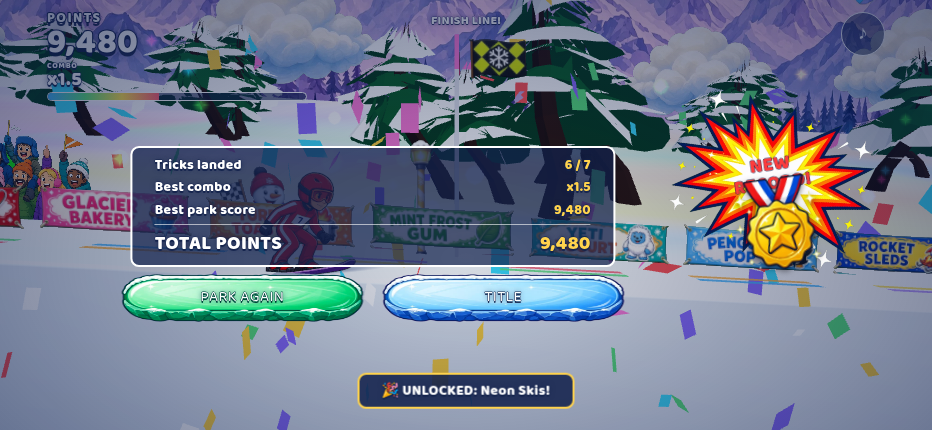 POINTS
9,480
COMBO
x1.5
FINISH LINE!
Tricks landed 6 / 7
Best combo x1.5
Best park score 9,480
TOTAL POINTS 9,480
NEW
GLACIER
BAKERY
MINT FROST
GUM
YETI
ROCKET
SLEDS
PARK AGAIN
TITLE
🎉 UNLOCKED: Neon Skis!